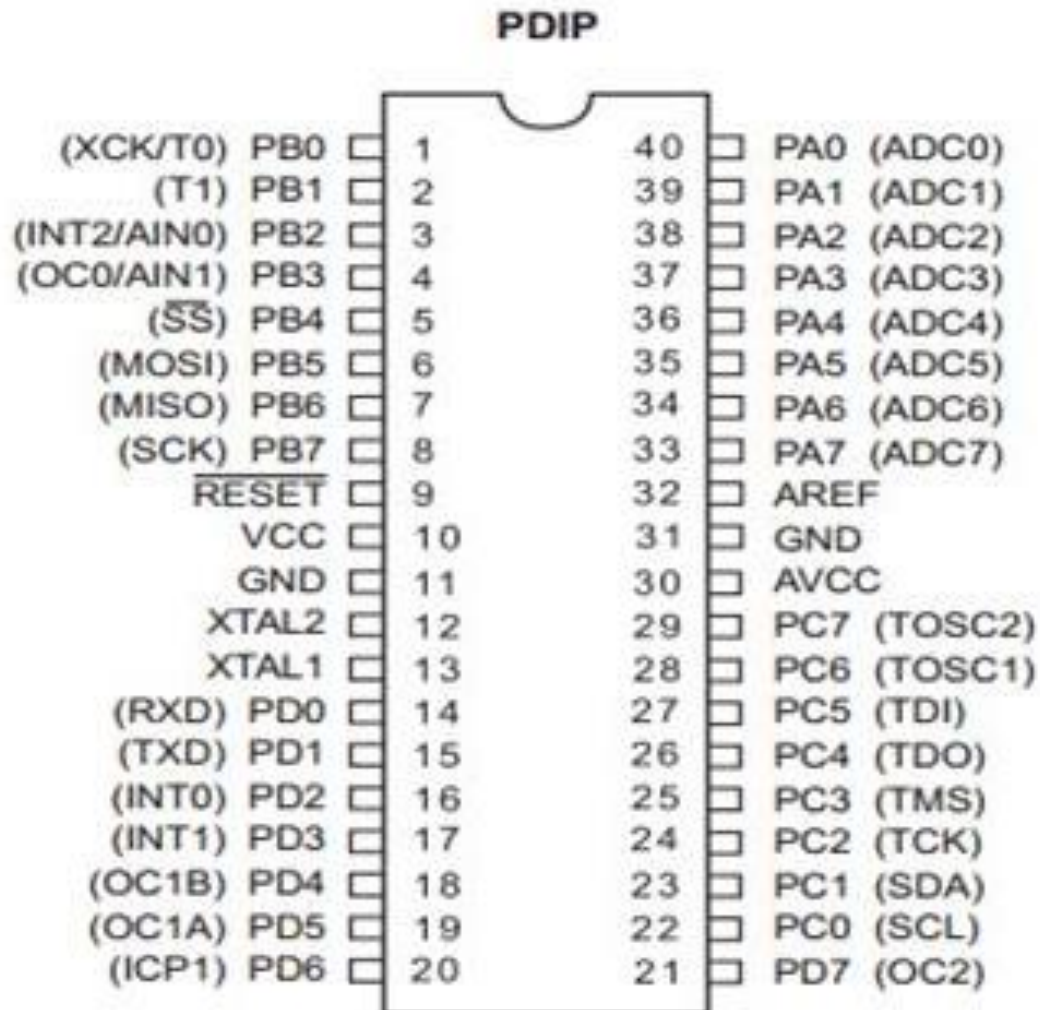 PDIP
(XCK/T0) PB0 1 40 PA0 (ADC0)
(T1) PB1 2 39 PA1 (ADC1)
(INT2/AIN0) PB2 3 38 PA2 (ADC2)
(OC0/AIN1) PB3 4 37 PA3 (ADC3)
(S̅S̅) PB4 5 36 PA4 (ADC4)
(MOSI) PB5 6 35 PA5 (ADC5)
(MISO) PB6 7 34 PA6 (ADC6)
(SCK) PB7 8 33 PA7 (ADC7)
R̅E̅S̅E̅T̅ 9 32 AREF
VCC 10 31 GND
GND 11 30 AVCC
XTAL2 12 29 PC7 (TOSC2)
XTAL1 13 28 PC6 (TOSC1)
(RXD) PD0 14 27 PC5 (TDI)
(TXD) PD1 15 26 PC4 (TDO)
(INT0) PD2 16 25 PC3 (TMS)
(INT1) PD3 17 24 PC2 (TCK)
(OC1B) PD4 18 23 PC1 (SDA)
(OC1A) PD5 19 22 PC0 (SCL)
(ICP1) PD6 20 21 PD7 (OC2)